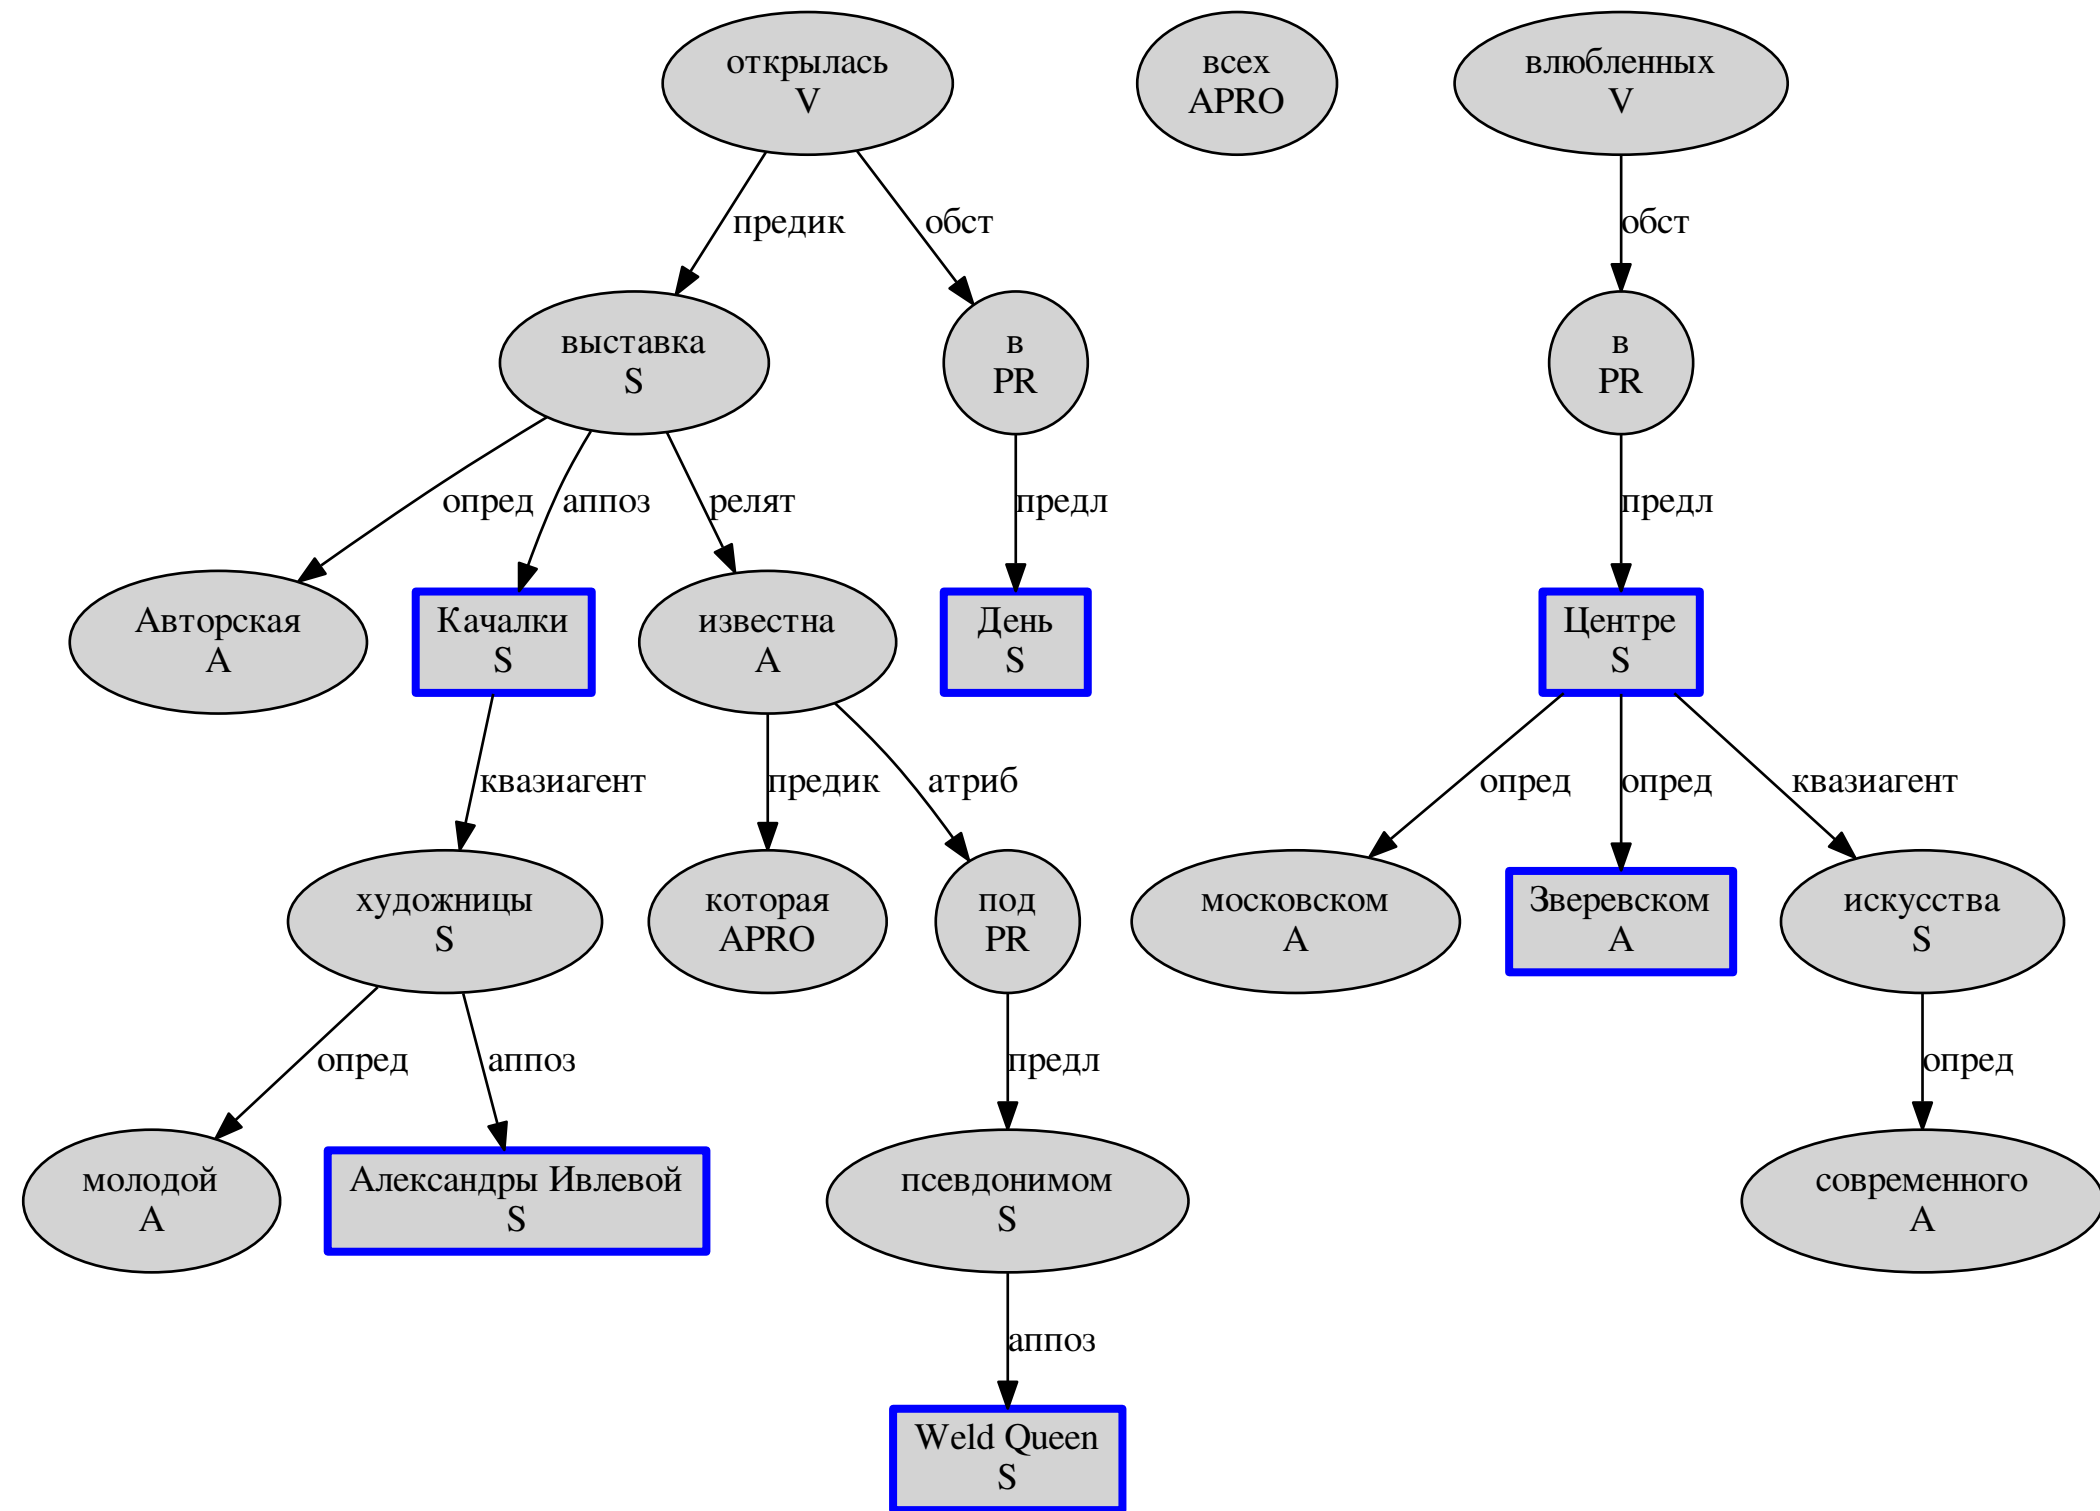 открылась
V
всех
APRO
влюбленных
V
предик
обст
обст
выставка
S
в
PR
в
PR
опред
аппоз
релят
предл
предл
Авторская
A
Качалки
S
известна
A
День
S
Центре
S
квазиагент
предик
атриб
опред
опред
квазиагент
художницы
S
которая
APRO
под
PR
московском
A
Зверевском
A
искусства
S
опред
аппоз
предл
опред
молодой
A
Александры Ивлевой
S
псевдонимом
S
современного
A
аппоз
Weld Queen
S